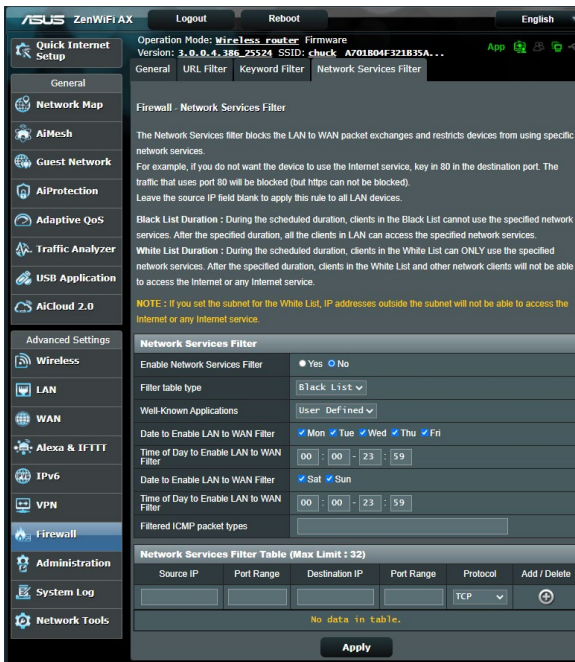 ASUS ZenWiFi AX
Logout
Reboot
English
Quick Internet
Setup
Operation Mode: Wireless router Firmware
Version: 3.0.0.4.386_25524 SSID: chuck A701B04F321B35A...
App
General
URL Filter
Keyword Filter
Network Services Filter
General
Network Map
AiMesh
Guest Network
AiProtection
Adaptive QoS
Traffic Analyzer
USB Application
AiCloud 2.0
Advanced Settings
Wireless
LAN
WAN
Alexa & IFTTT
IPv6
VPN
Firewall
Administration
System Log
Network Tools
Firewall - Network Services Filter
The Network Services filter blocks the LAN to WAN packet exchanges and restricts devices from using specific
network services.
For example, if you do not want the device to use the Internet service, key in 80 in the destination port. The
traffic that uses port 80 will be blocked (but https can not be blocked).
Leave the source IP field blank to apply this rule to all LAN devices.
Black List Duration : During the scheduled duration, clients in the Black List cannot use the specified network
services. After the specified duration, all the clients in LAN can access the specified network services.
White List Duration : During the scheduled duration, clients in the White List can ONLY use the specified
network services. After the specified duration, clients in the White List and other network clients will not be able
to access the Internet or any Internet service.
NOTE : If you set the subnet for the White List, IP addresses outside the subnet will not be able to access the
Internet or any Internet service.
Network Services Filter
Enable Network Services Filter Yes No
Filter table type Black List
Well-Known Applications User Defined
Date to Enable LAN to WAN Filter Mon Tue Wed Thu Fri
Time of Day to Enable LAN to WAN
Filter
00 : 00 - 23 : 59
Date to Enable LAN to WAN Filter Sat Sun
Time of Day to Enable LAN to WAN
Filter
00 : 00 - 23 : 59
Filtered ICMP packet types
Network Services Filter Table (Max Limit : 32)
Source IP Port Range Destination IP Port Range Protocol Add / Delete
TCP
No data in table.
Apply